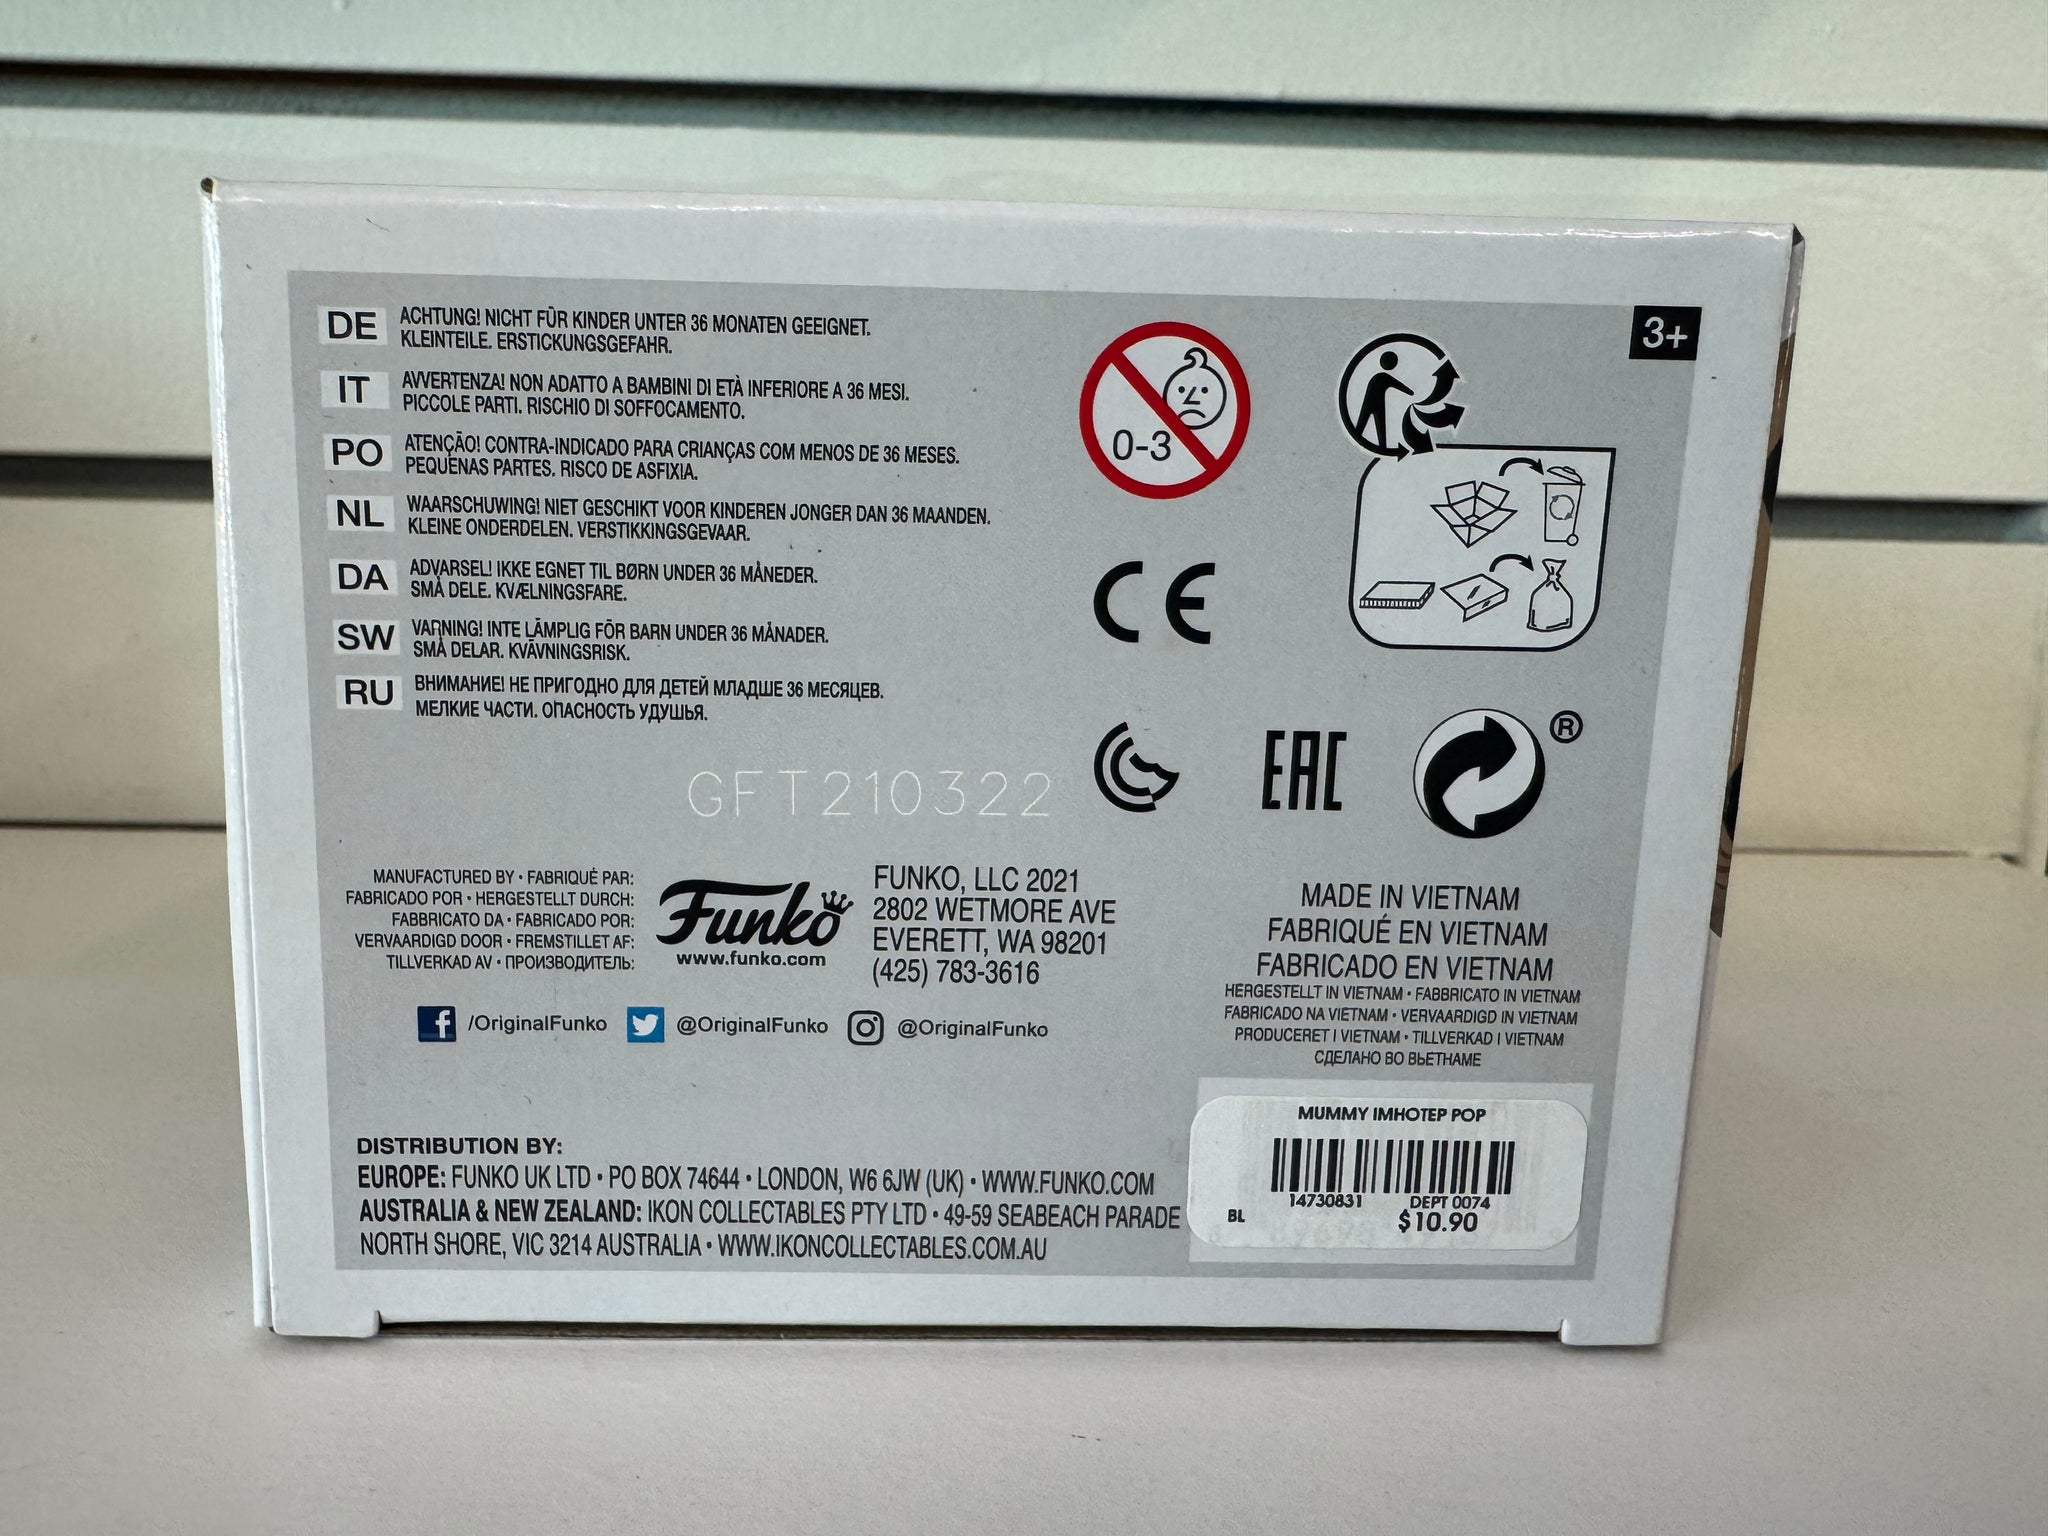 DE ACHTUNG! NICHT FÜR KINDER UNTER 36 MONATEN GEEIGNET.
KLEINTEILE. ERSTICKUNGSGEFAHR.
IT AVVERTENZA! NON ADATTO A BAMBINI DI ETÀ INFERIORE A 36 MESI.
PICCOLE PARTI. RISCHIO DI SOFFOCAMENTO.
PO ATENÇÃO! CONTRA-INDICADO PARA CRIANÇAS COM MENOS DE 36 MESES.
PEQUENAS PARTES. RISCO DE ASFIXIA.
NL WAARSCHUWING! NIET GESCHIKT VOOR KINDEREN JONGER DAN 36 MAANDEN.
KLEINE ONDERDELEN. VERSTIKKINGSGEVAAR.
DA ADVARSEL! IKKE EGNET TIL BØRN UNDER 36 MÅNEDER.
SMÅ DELE. KVÆLNINGSFARE.
SW VARNING! INTE LÄMPLIG FÖR BARN UNDER 36 MÅNADER.
SMÅ DELAR. KVÄVNINGSRISK.
RU ВНИМАНИЕ! НЕ ПРИГОДНО ДЛЯ ДЕТЕЙ МЛАДШЕ 36 МЕСЯЦЕВ.
МЕЛКИЕ ЧАСТИ. ОПАСНОСТЬ УДУШЬЯ.
0-3
3+
CE
EAC
®
GFT210322
MANUFACTURED BY • FABRIQUÉ PAR:
FABRICADO POR • HERGESTELLT DURCH:
FABBRICATO DA • FABRICADO POR:
VERVAARDIGD DOOR • FREMSTILLET AF:
TILLVERKAD AV • ПРОИЗВОДИТЕЛЬ:
Funko
www.funko.com
FUNKO, LLC 2021
2802 WETMORE AVE
EVERETT, WA 98201
(425) 783-3616
/OriginalFunko @OriginalFunko @OriginalFunko
MADE IN VIETNAM
FABRIQUÉ EN VIETNAM
FABRICADO EN VIETNAM
HERGESTELLT IN VIETNAM • FABBRICATO IN VIETNAM
FABRICADO NA VIETNAM • VERVAARDIGD IN VIETNAM
PRODUCERET I VIETNAM • TILLVERKAD I VIETNAM
СДЕЛАНО ВО ВЬЕТНАМЕ
DISTRIBUTION BY:
EUROPE: FUNKO UK LTD • PO BOX 74644 • LONDON, W6 6JW (UK) • WWW.FUNKO.COM
AUSTRALIA & NEW ZEALAND: IKON COLLECTABLES PTY LTD • 49-59 SEABEACH PARADE
NORTH SHORE, VIC 3214 AUSTRALIA • WWW.IKONCOLLECTABLES.COM.AU
MUMMY IMHOTEP POP
14730831 DEPT 0074
BL $10.90